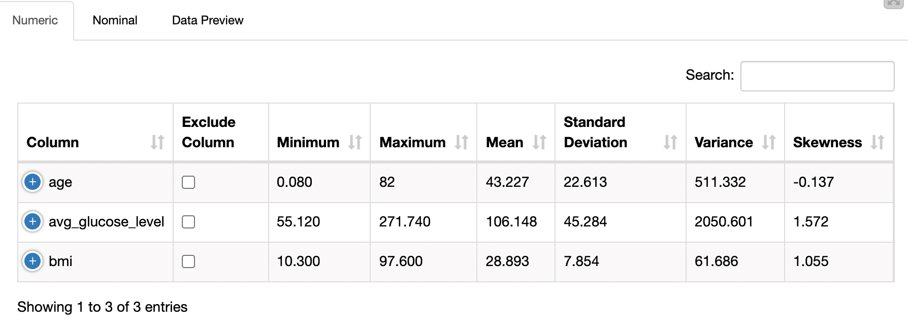 Numeric Nominal Data Preview
Search:
Column Exclude Column Minimum Maximum Mean Standard Deviation Variance Skewness
age 0.080 82 43.227 22.613 511.332 -0.137
avg_glucose_level 55.120 271.740 106.148 45.284 2050.601 1.572
bmi 10.300 97.600 28.893 7.854 61.686 1.055
Showing 1 to 3 of 3 entries